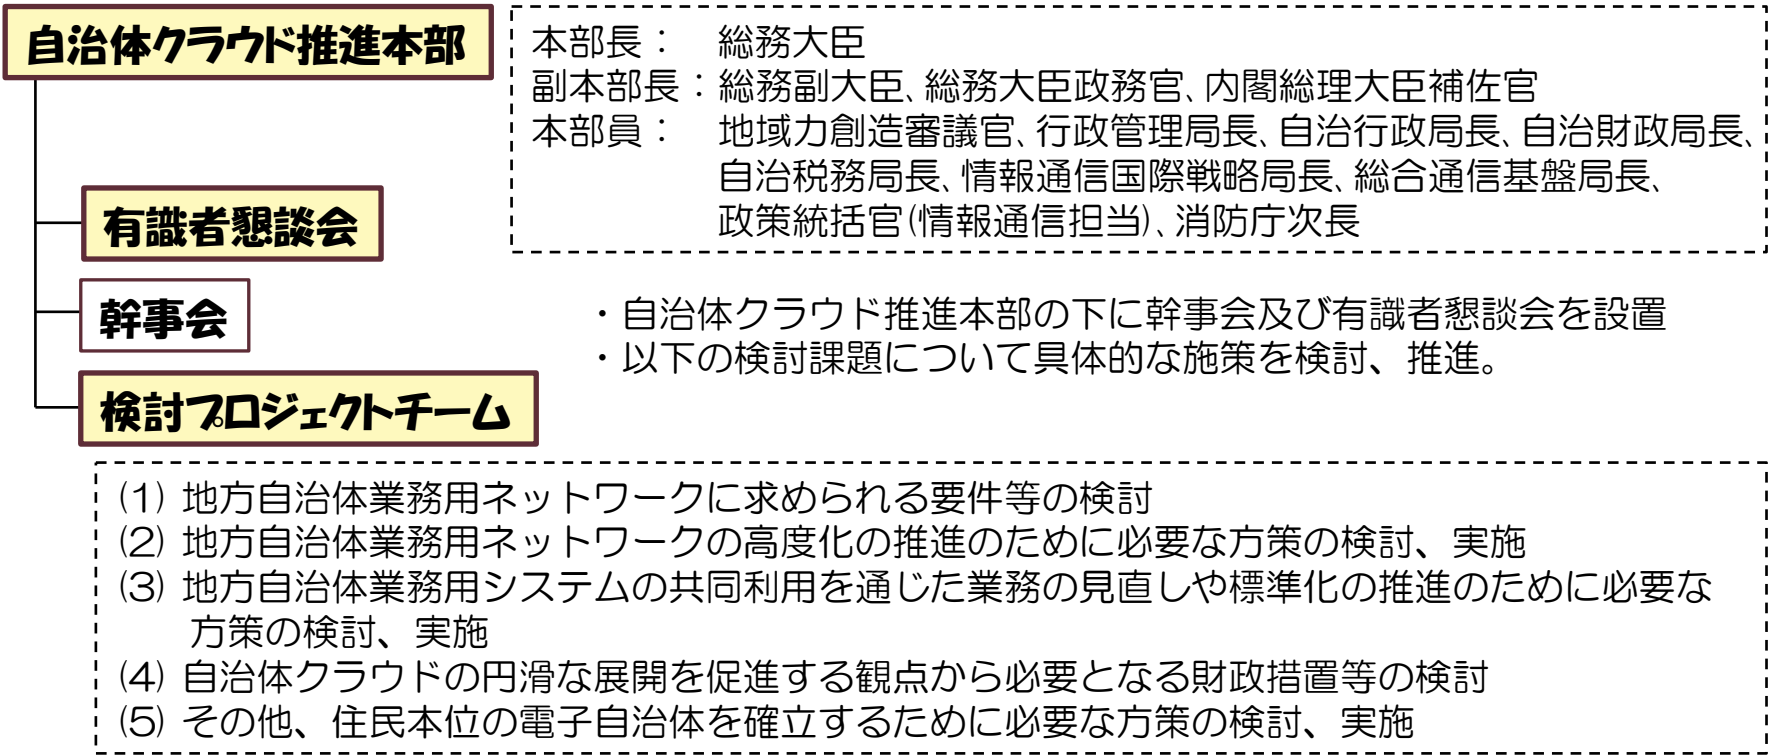 自治体クラウド推進本部
本部長： 総務大臣
副本部長：総務副大臣、総務大臣政務官、内閣総理大臣補佐官
本部員： 地域力創造審議官、行政管理局長、自治行政局長、自治財政局長、
自治税務局長、情報通信国際戦略局長、総合通信基盤局長、
政策統括官(情報通信担当)、消防庁次長
有識者懇談会
幹事会
検討プロジェクトチーム
・自治体クラウド推進本部の下に幹事会及び有識者懇談会を設置
・以下の検討課題について具体的な施策を検討、推進。
(1) 地方自治体業務用ネットワークに求められる要件等の検討
(2) 地方自治体業務用ネットワークの高度化の推進のために必要な方策の検討、実施
(3) 地方自治体業務用システムの共同利用を通じた業務の見直しや標準化の推進のために必要な
方策の検討、実施
(4) 自治体クラウドの円滑な展開を促進する観点から必要となる財政措置等の検討
(5) その他、住民本位の電子自治体を確立するために必要な方策の検討、実施